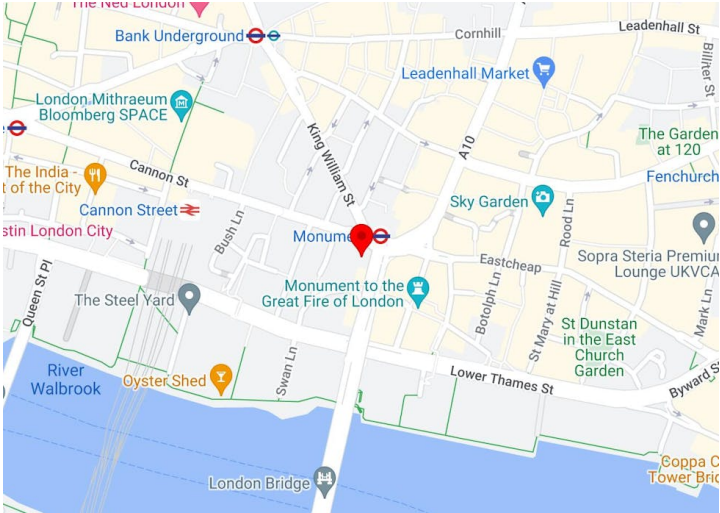 The Ned London
Bank Underground
Cornhill
Leadenhall St
Billiter St
Leadenhall Market
London Mithraeum
Bloomberg SPACE
King William St
A10
The Garden
at 120
Cannon St
The India -
t of the City
Fenchurch
Sky Garden
Rood Ln
Cannon Street
stin London City
Bush Ln
Monume
Eastcheap
Sopra Steria Premiu
Lounge UKVCA
Queen St Pl
The Steel Yard
Monument to the
Great Fire of London
Botolph Ln
St Mary at Hill
Mark Ln
St Dunstan
in the East
Church
Garden
River
Walbrook
Oyster Shed
Swan Ln
Lower Thames St
Byward St
London Bridge
Coppa C
Tower Brid